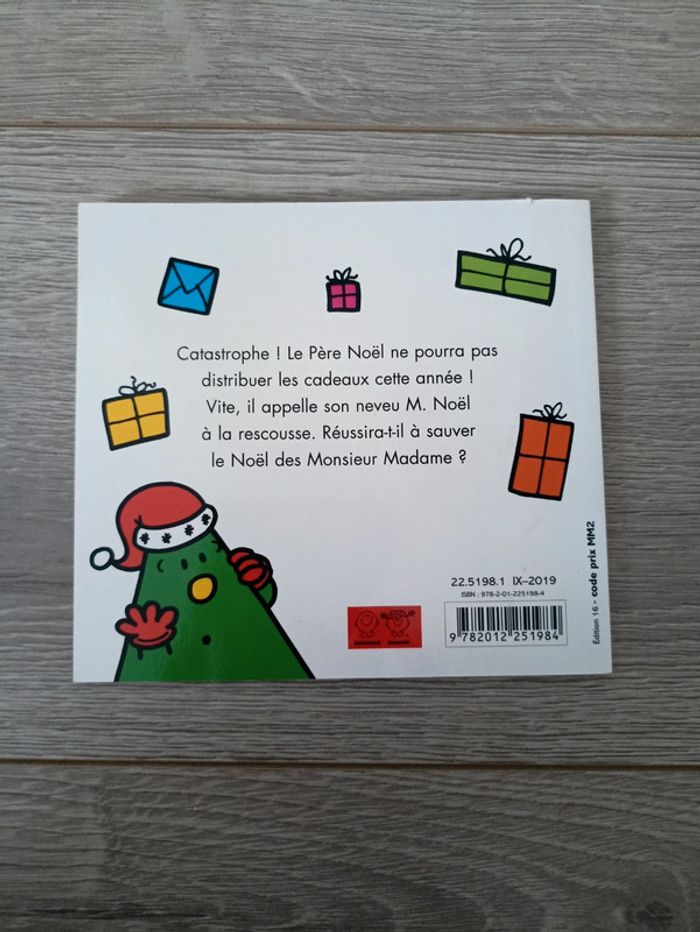 Catastrophe ! Le Père Noël ne pourra pas
distribuer les cadeaux cette année !
Vite, il appelle son neveu M. Noël
à la rescousse. Réussira-t-il à sauver
le Noël des Monsieur Madame ?
22.5198.1 IX–2019
ISBN : 978-2-01-225198-4
9 782012 251984
Édition 16 - code prix MM2
MONSIEUR MADAME